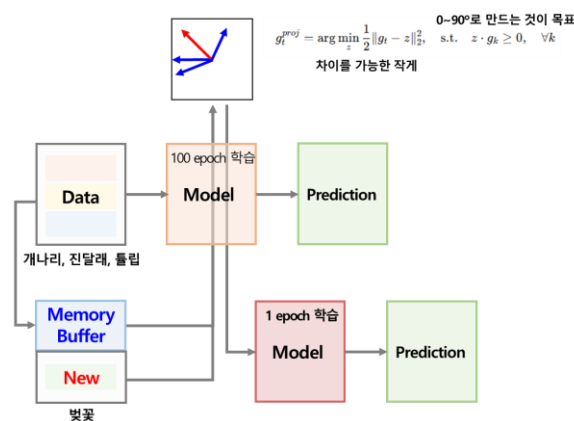 0~90º로 만드는 것이 목표
g_t^{proj} = arg min_z 1/2 ||g_t − z||_2^2, s.t. z · g_k ≥ 0, ∀k
차이를 가능한 작게
100 epoch 학습
Data
Model
Prediction
개나리, 진달래, 튤립
Memory
Buffer
1 epoch 학습
Model
Prediction
New
벚꽃